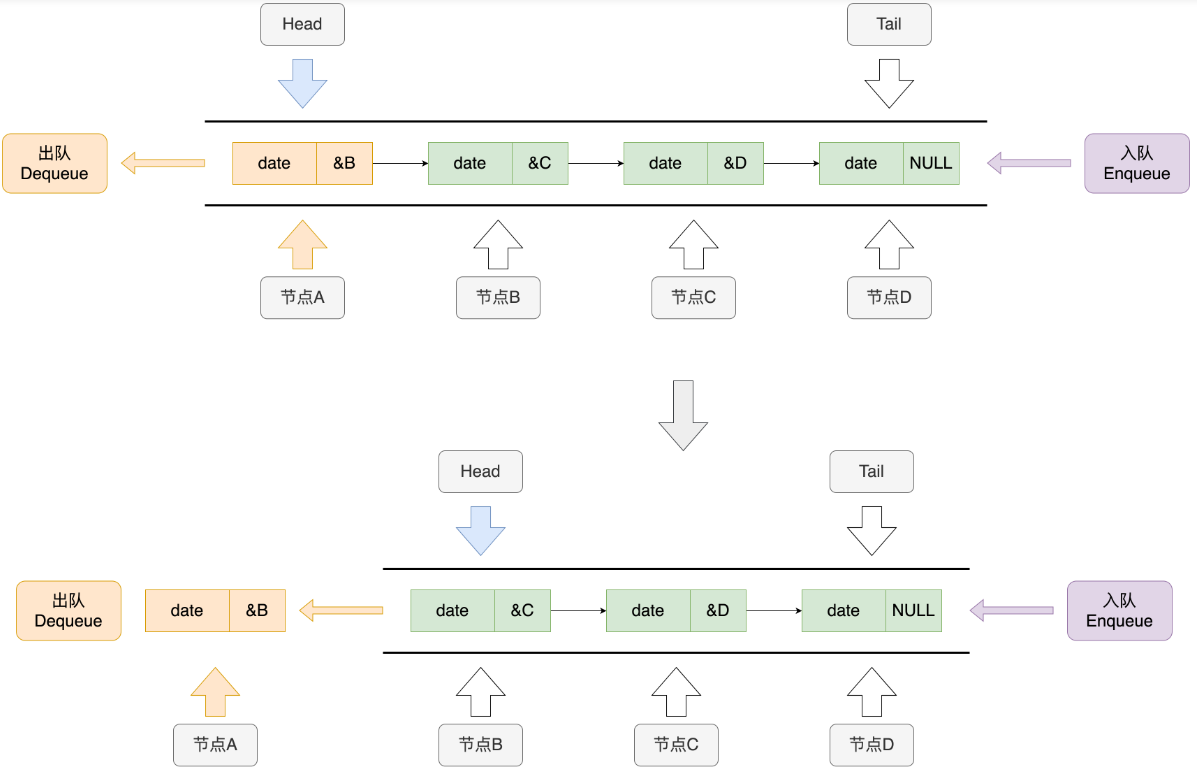 Head
Tail
出队
Dequeue
date
&B
date
&C
date
&D
date
NULL
入队
Enqueue
节点A
节点B
节点C
节点D
Head
Tail
出队
Dequeue
date
&B
date
&C
date
&D
date
NULL
入队
Enqueue
节点A
节点B
节点C
节点D